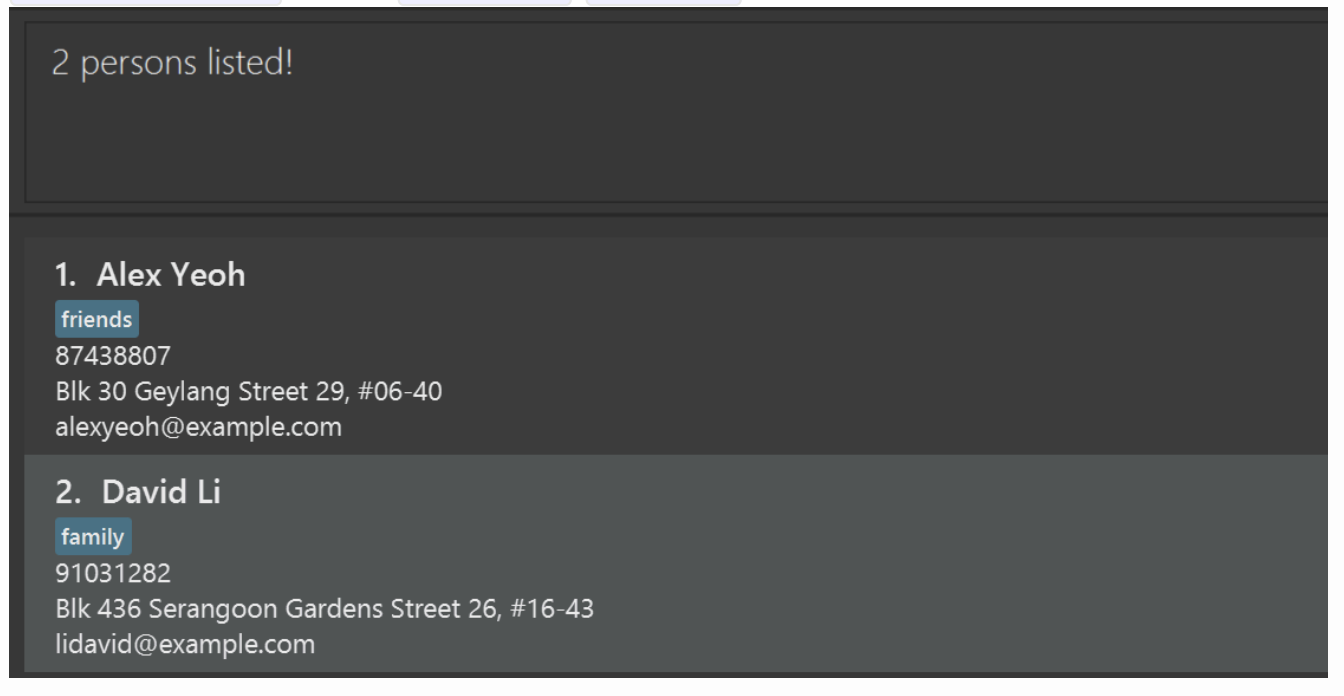 2 persons listed!
1. Alex Yeoh
friends
87438807
Blk 30 Geylang Street 29, #06-40
alexyeoh@example.com
2. David Li
family
91031282
Blk 436 Serangoon Gardens Street 26, #16-43
lidavid@example.com